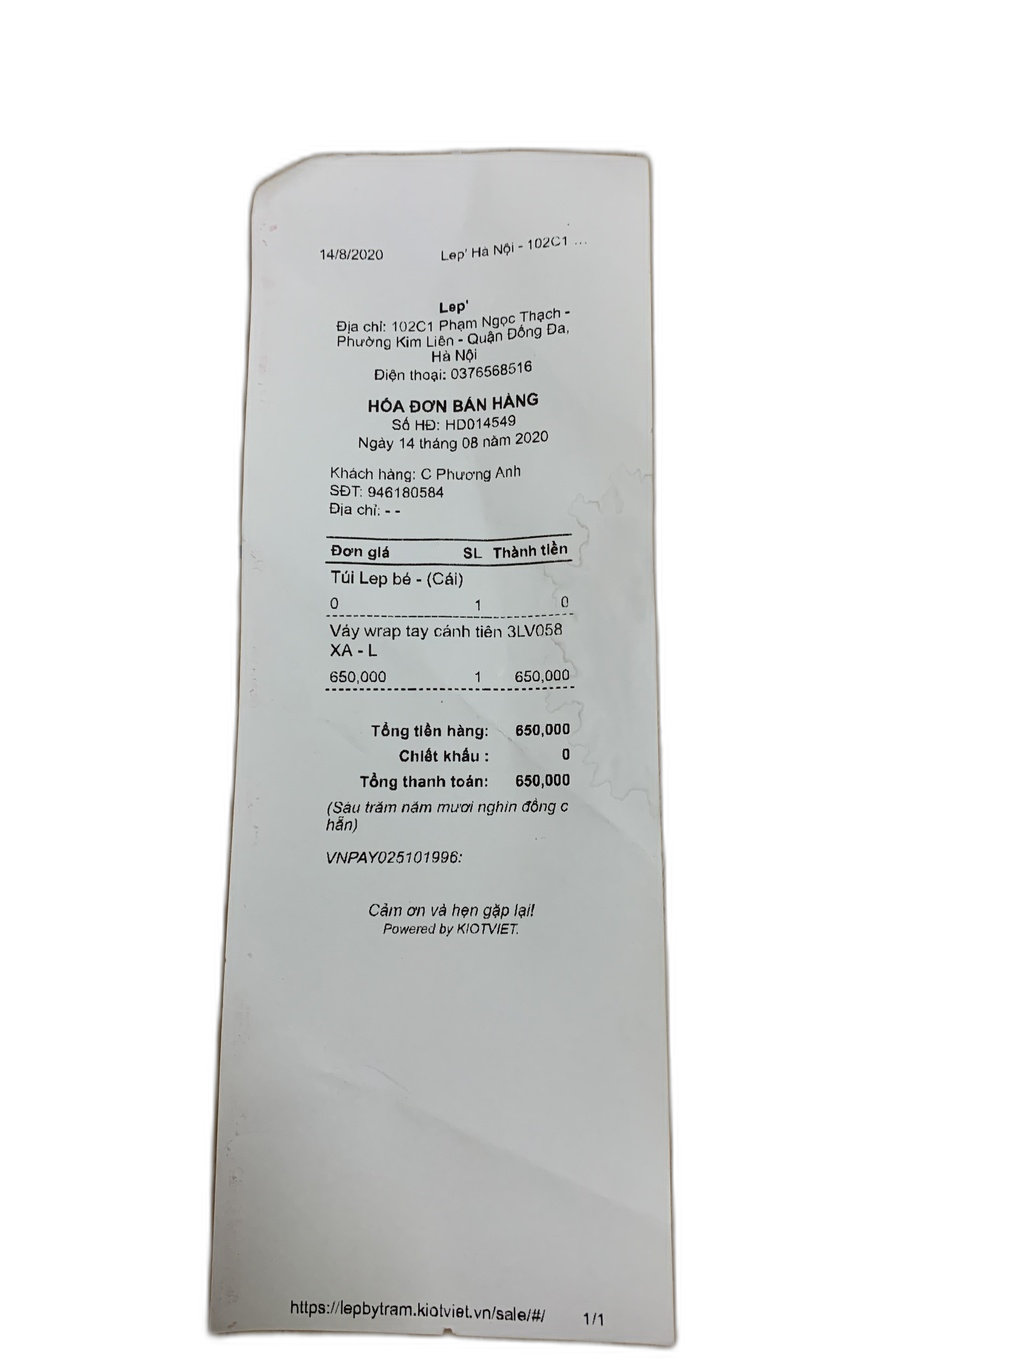 14/8/2020 Lep' Hà Nội - 102C1 ...
Lep'
Địa chỉ: 102C1 Phạm Ngọc Thạch -
Phường Kim Liên - Quận Đống Đa,
Hà Nội
Điện thoại: 0376568516
HÓA ĐƠN BÁN HÀNG
Số HĐ: HD014549
Ngày 14 tháng 08 năm 2020
Khách hàng: C Phương Anh
SĐT: 946180584
Địa chỉ: - -
Đơn giá SL Thành tiền
Túi Lep bé - (Cái)
0 1 0
Váy wrap tay cánh tiên 3LV058
XA - L
650,000 1 650,000
Tổng tiền hàng: 650,000
Chiết khấu : 0
Tổng thanh toán: 650,000
(Sáu trăm năm mươi nghìn đồng c
hẵn)
VNPAY025101996:
Cảm ơn và hẹn gặp lại!
Powered by KIOTVIET.
https://lepbytram.kiotviet.vn/sale/#/ 1/1